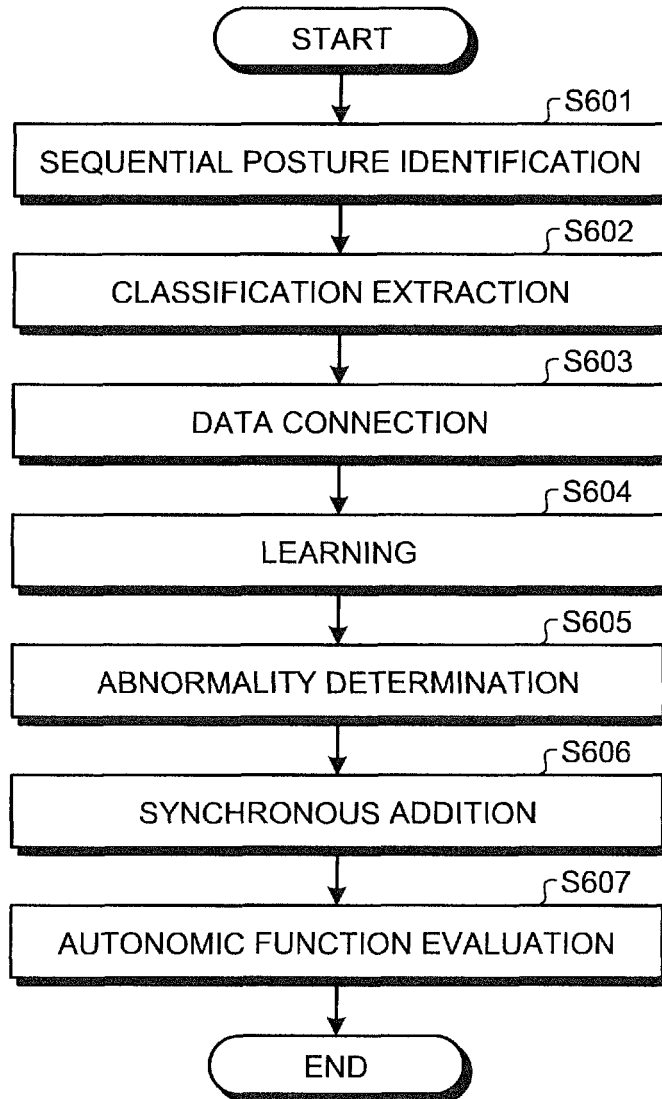 START
S601
SEQUENTIAL POSTURE IDENTIFICATION
S602
CLASSIFICATION EXTRACTION
S603
DATA CONNECTION
S604
LEARNING
S605
ABNORMALITY DETERMINATION
S606
SYNCHRONOUS ADDITION
S607
AUTONOMIC FUNCTION EVALUATION
END